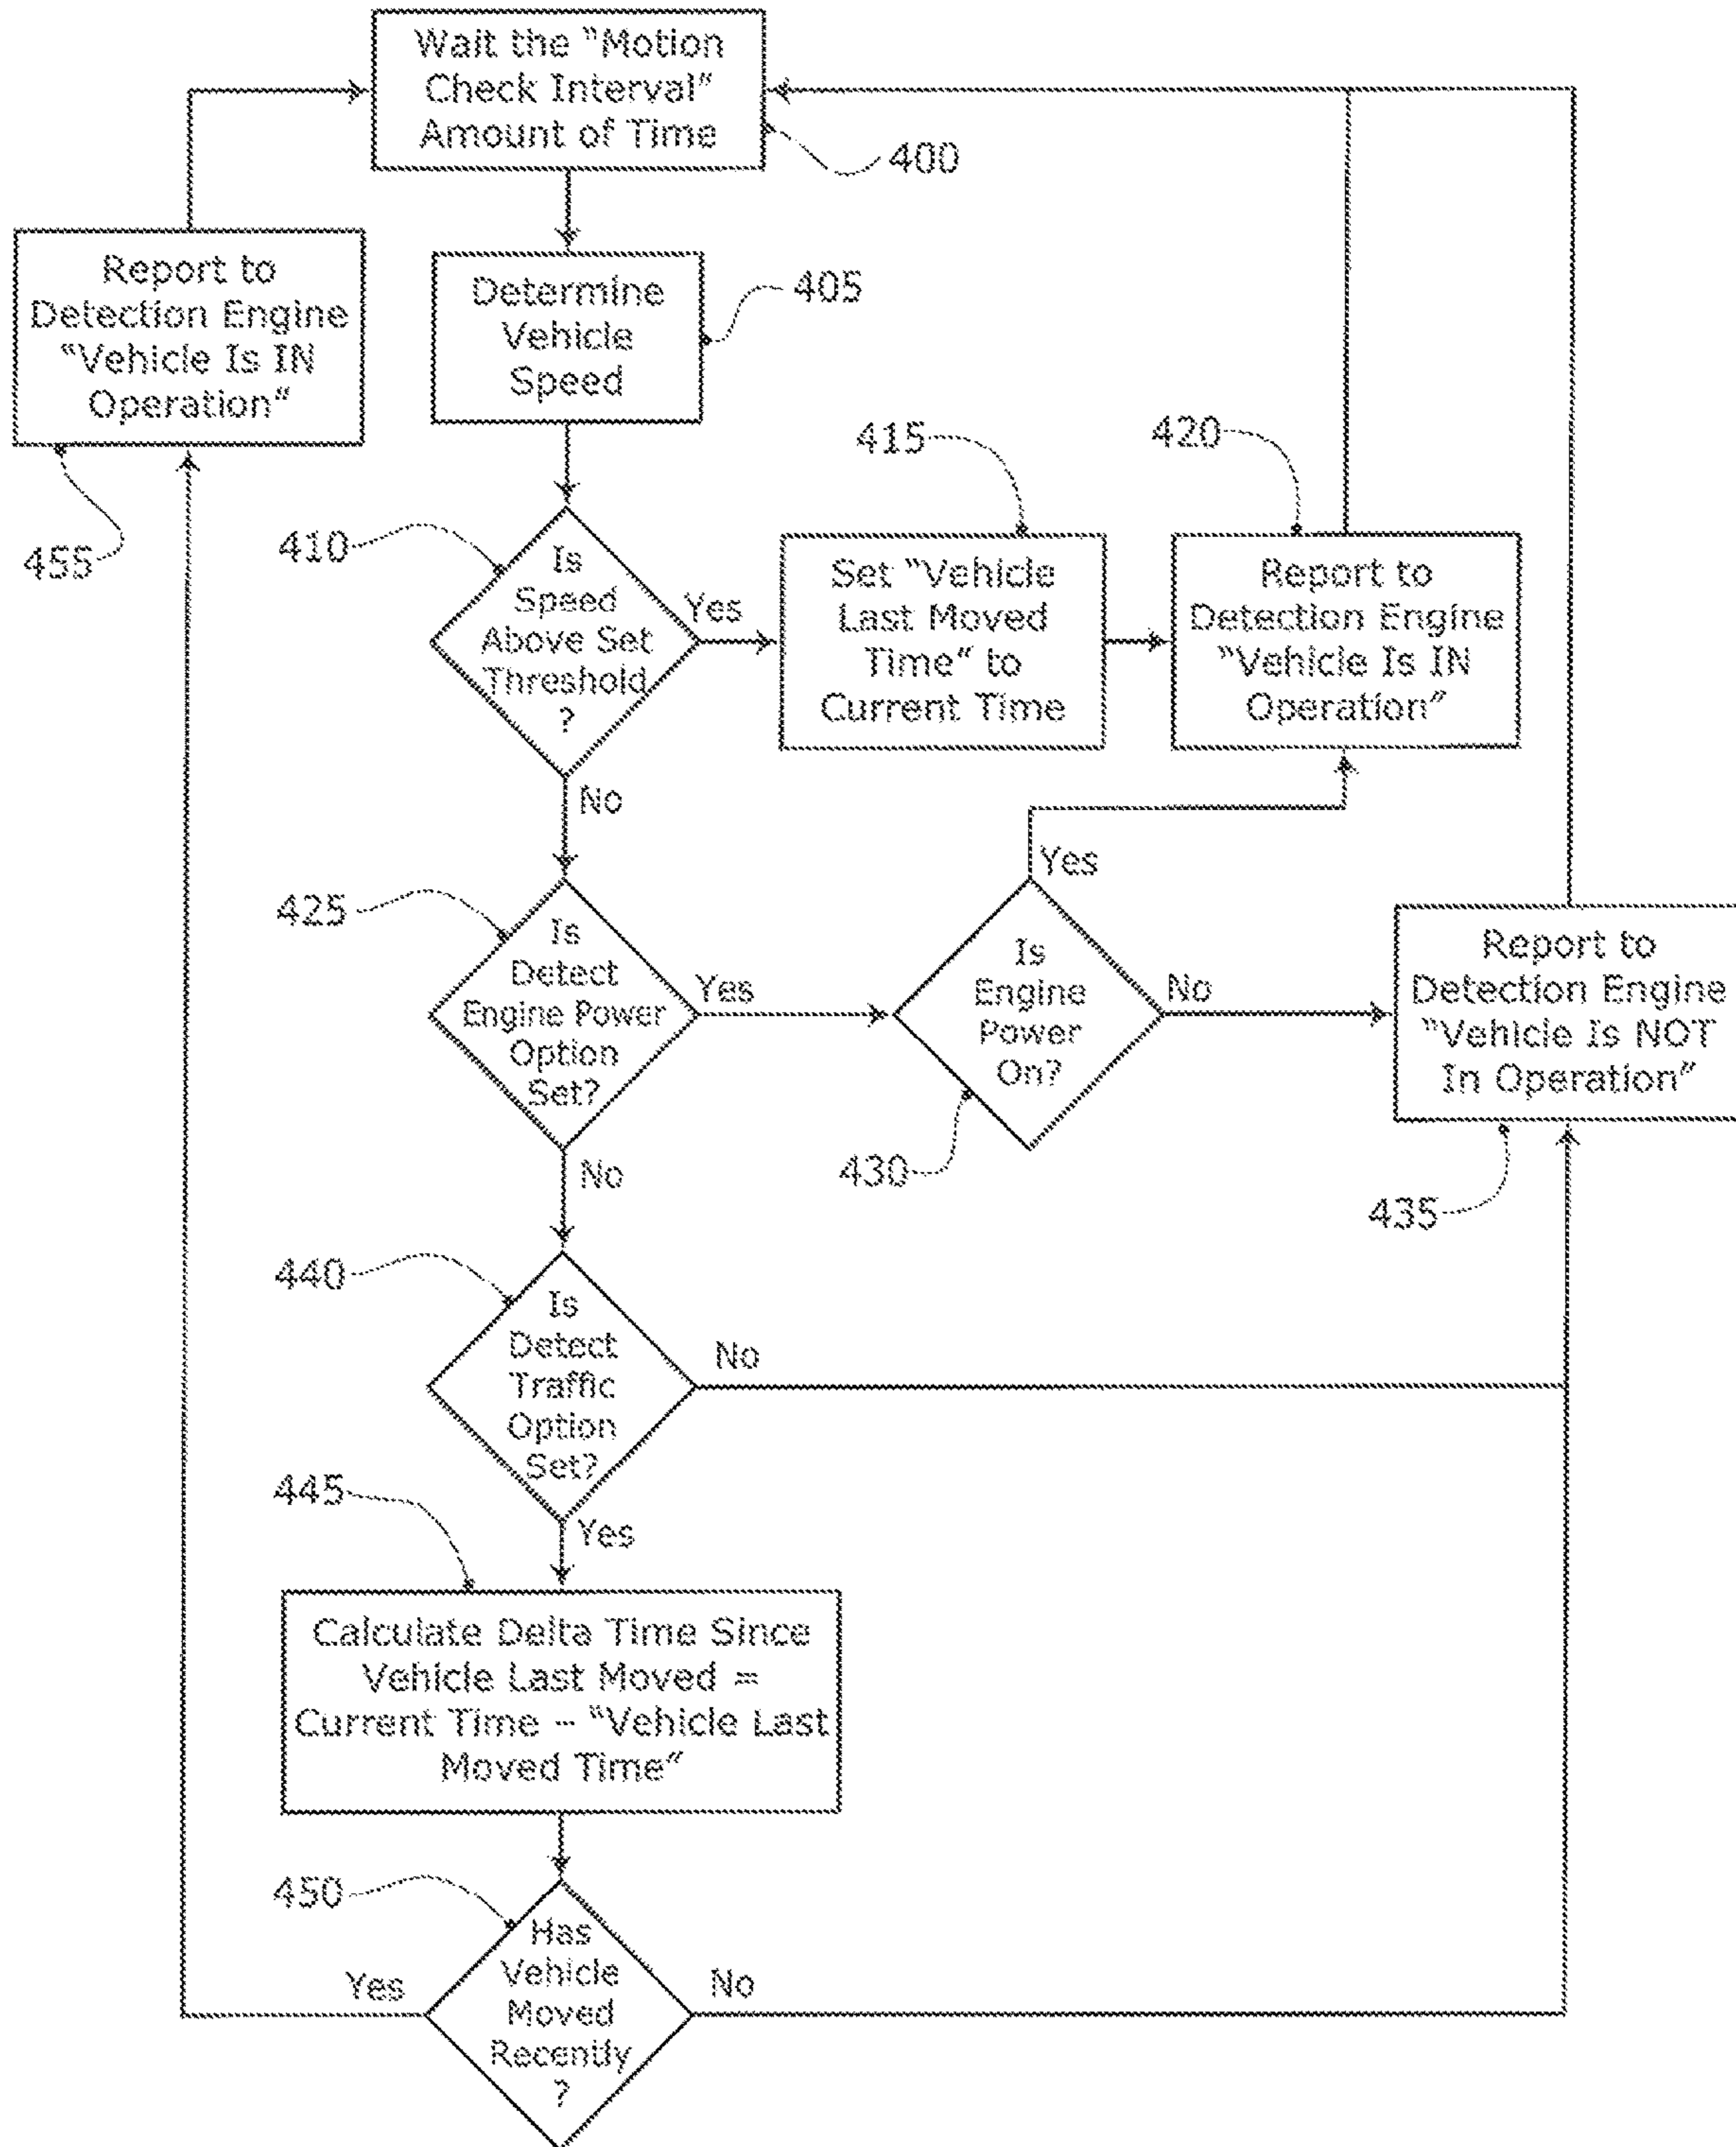 Wait the "Motion
Check Interval"
Amount of Time
400
Report to
Detection Engine
"Vehicle Is IN
Operation"
455
Determine
Vehicle
Speed
405
410
Is
Speed
Above Set
Threshold
?
Yes
No
415
Set "Vehicle
Last Moved
Time" to
Current Time
420
Report to
Detection Engine
"Vehicle Is IN
Operation"
425
Is
Detect
Engine Power
Option
Set?
Yes
No
Is
Engine
Power
On?
Yes
No
430
Report to
Detection Engine
"Vehicle Is NOT
In Operation"
435
440
Is
Detect
Traffic
Option
Set?
No
Yes
445
Calculate Delta Time Since
Vehicle Last Moved =
Current Time - "Vehicle Last
Moved Time"
450
Has
Vehicle
Moved
Recently
?
Yes
No